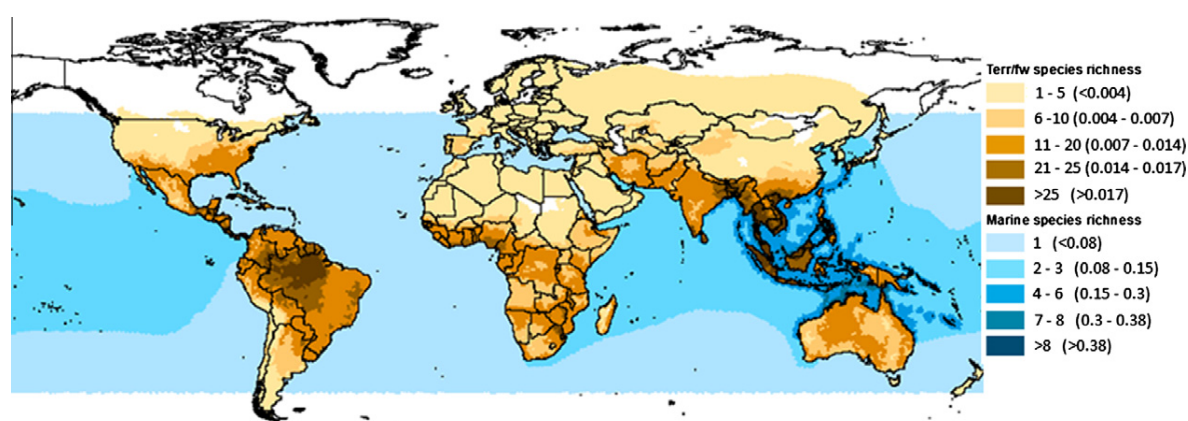 Terr/fw species richness
1 - 5 (<0.004)
6 -10 (0.004 - 0.007)
11 - 20 (0.007 - 0.014)
21 - 25 (0.014 - 0.017)
>25 (>0.017)
Marine species richness
1 (<0.08)
2 - 3 (0.08 - 0.15)
4 - 6 (0.15 - 0.3)
7 - 8 (0.3 - 0.38)
>8 (>0.38)